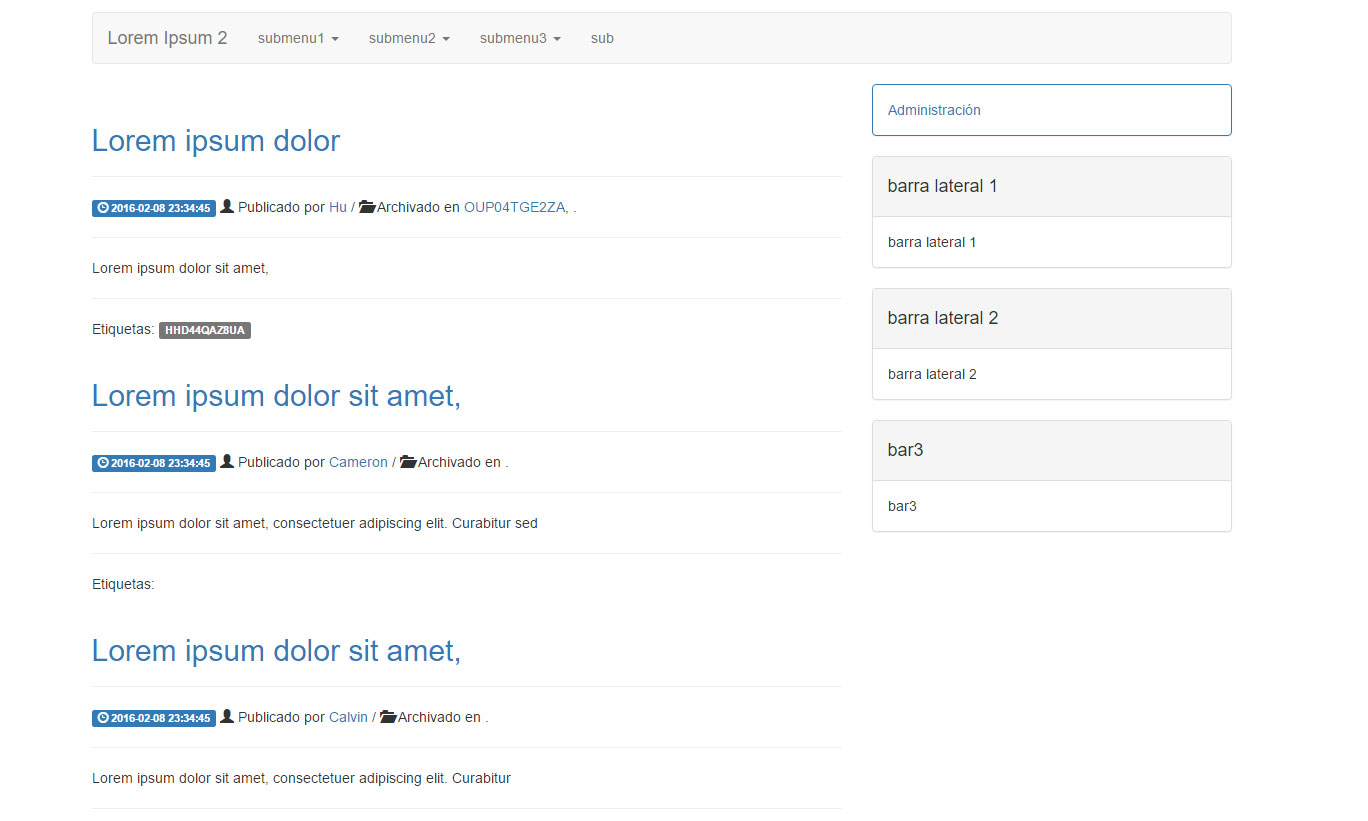 Lorem Ipsum 2 submenu1 submenu2 submenu3 sub
Lorem ipsum dolor
2016-02-08 23:34:45 Publicado por Hu / Archivado en OUP04TGE2ZA, .
Lorem ipsum dolor sit amet,
Etiquetas: HHD44QAZ8UA
Lorem ipsum dolor sit amet,
2016-02-08 23:34:45 Publicado por Cameron / Archivado en .
Lorem ipsum dolor sit amet, consectetuer adipiscing elit. Curabitur sed
Etiquetas:
Lorem ipsum dolor sit amet,
2016-02-08 23:34:45 Publicado por Calvin / Archivado en .
Lorem ipsum dolor sit amet, consectetuer adipiscing elit. Curabitur
Administración
barra lateral 1
barra lateral 1
barra lateral 2
barra lateral 2
bar3
bar3